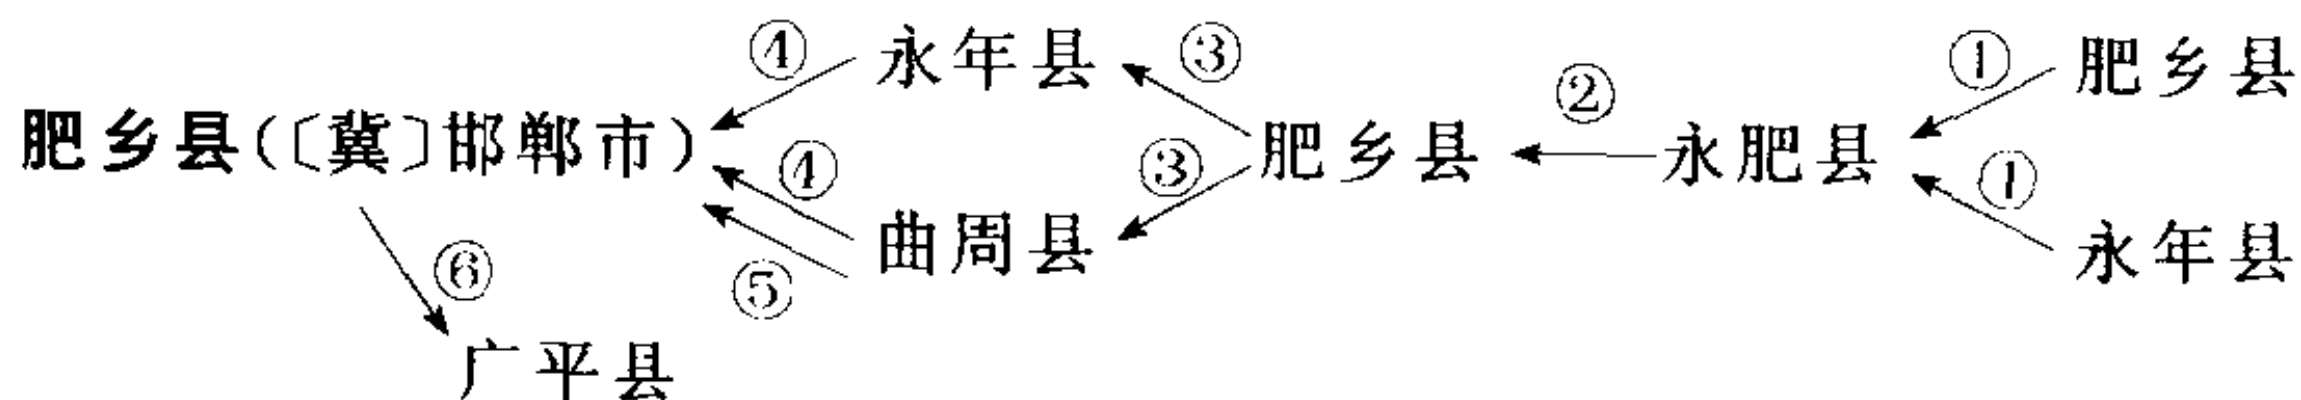 ④ 永年县 ③ ① 肥乡县
肥乡县(〔冀〕邯郸市) ④ ③ 肥乡县 ② 永肥县 ①
⑤ 曲周县 永年县
⑥
广平县